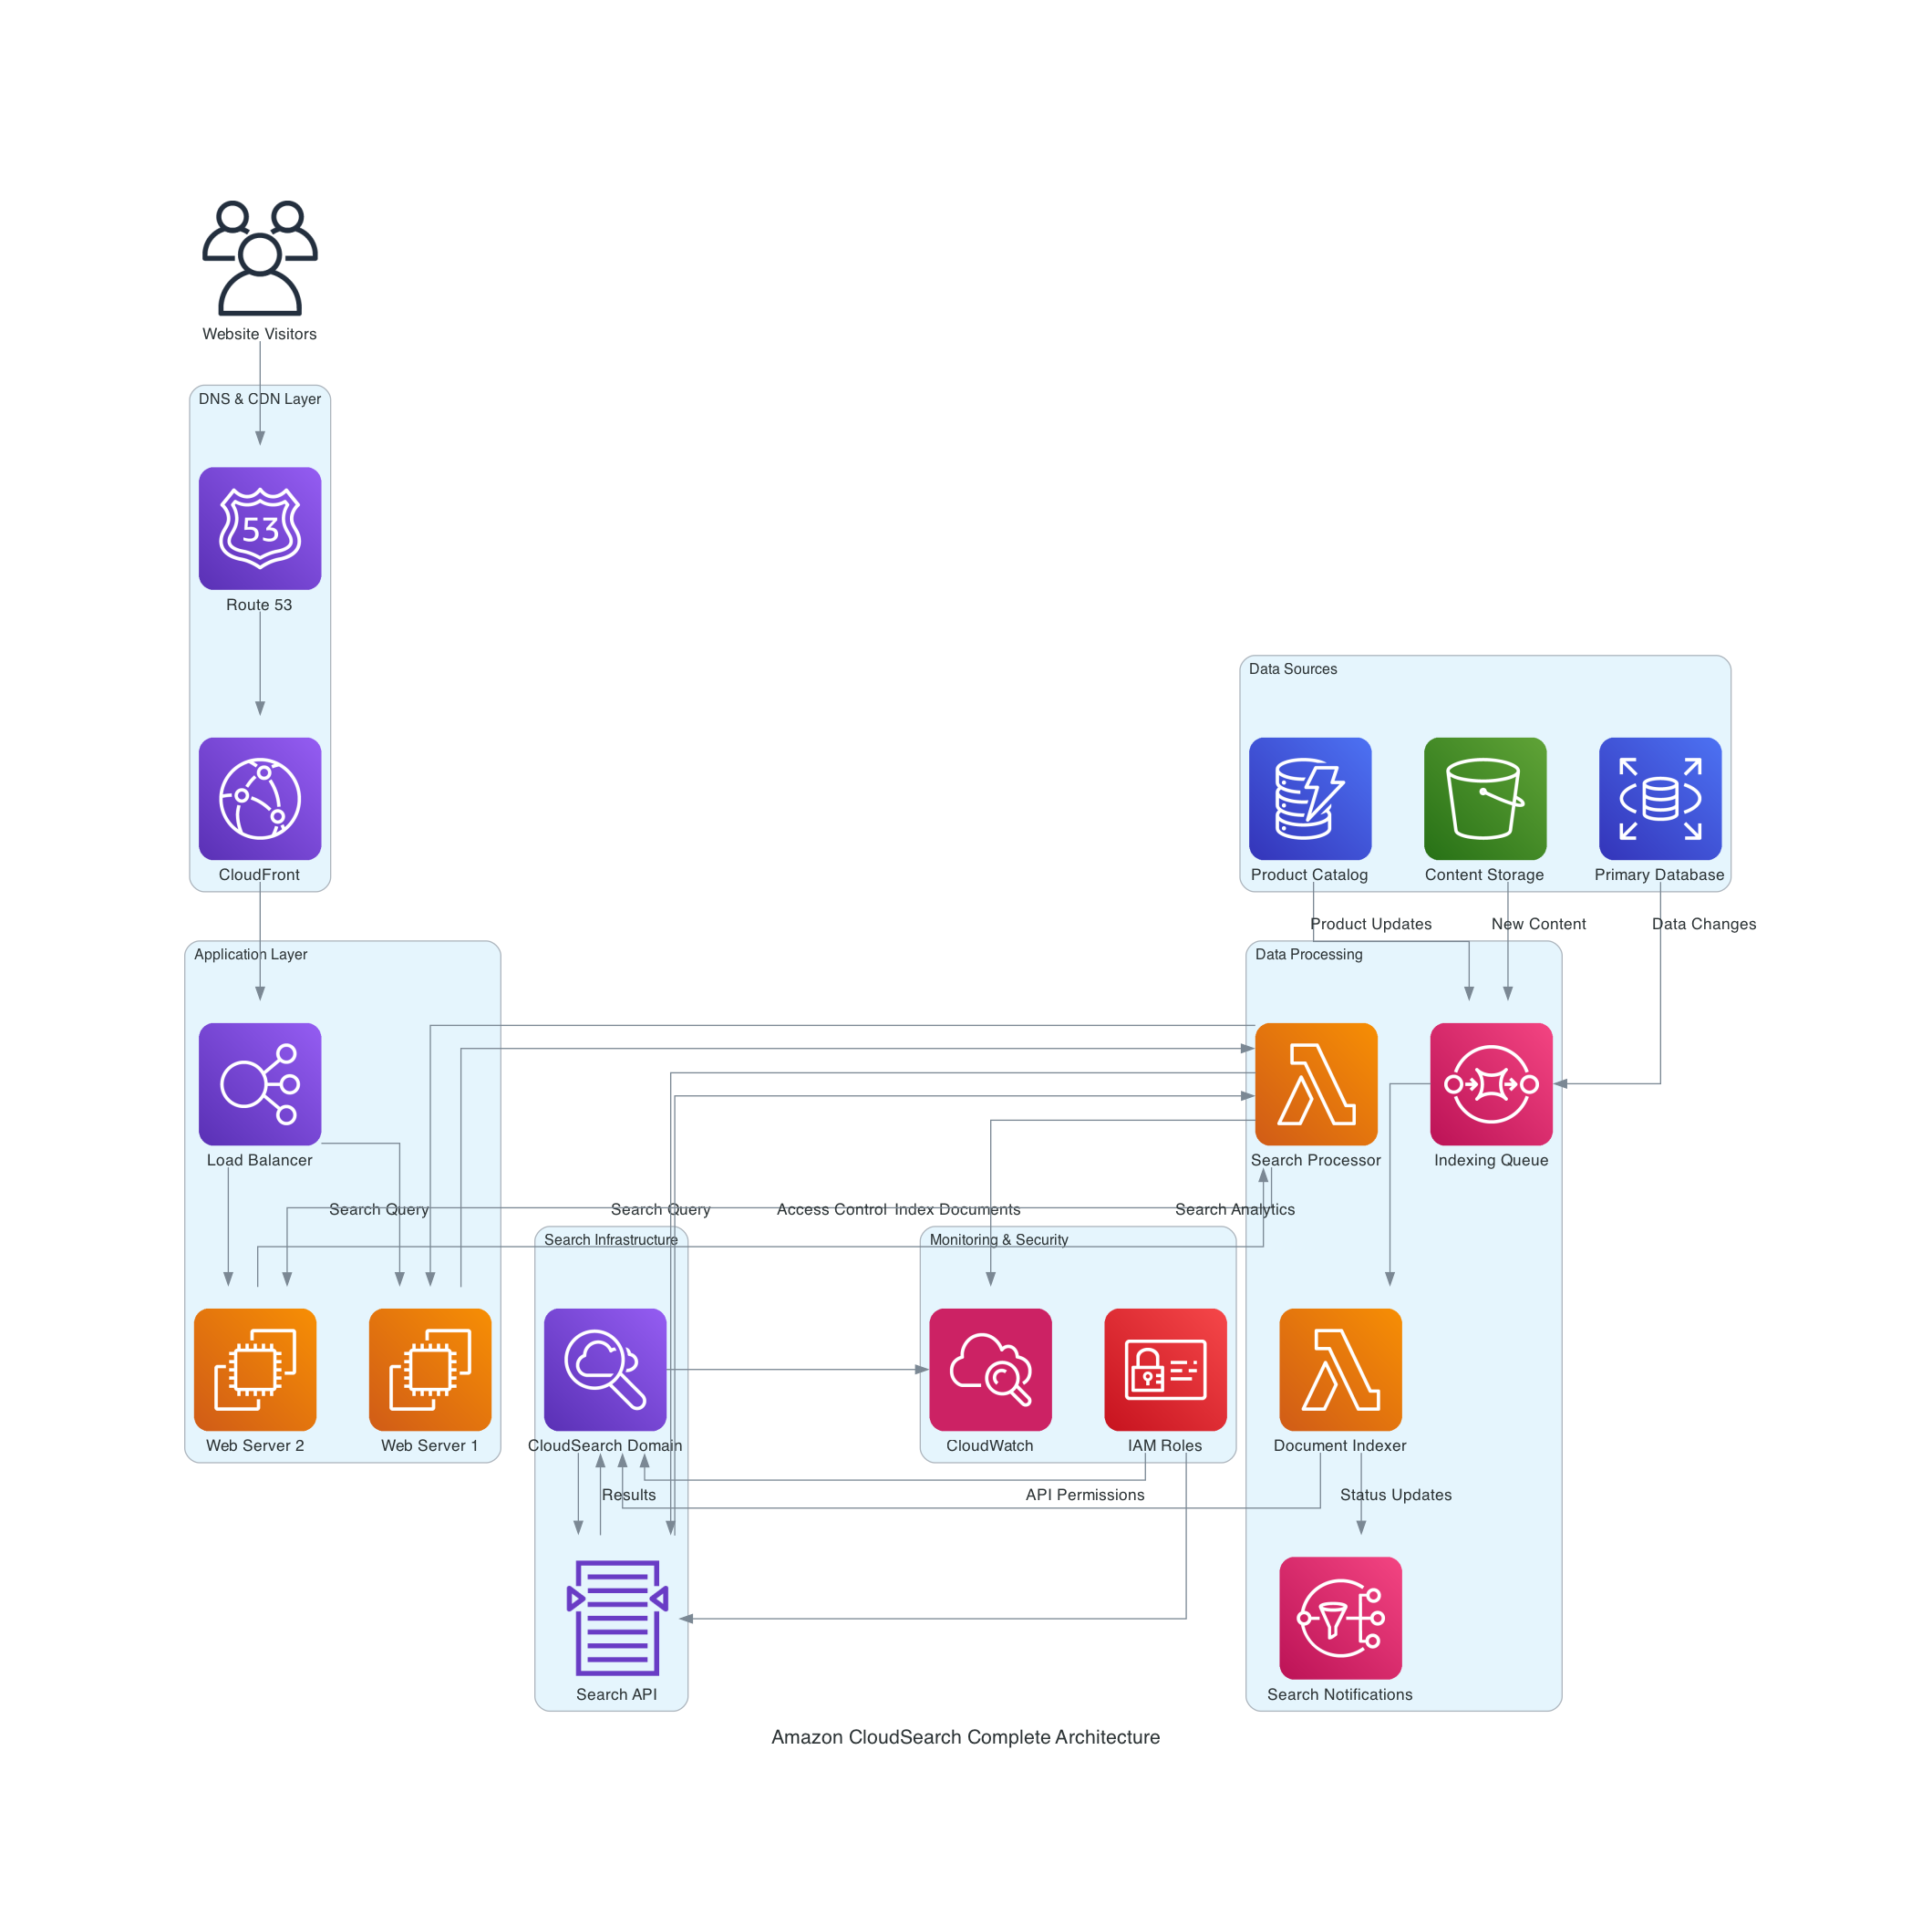 Website Visitors
DNS & CDN Layer
53
Route 53
CloudFront
Data Sources
Product Catalog
Content Storage
Primary Database
Product Updates
New Content
Data Changes
Application Layer
Data Processing
Load Balancer
Search Processor
Indexing Queue
Search Query
Search Query
Access Control
Index Documents
Search Analytics
Search Infrastructure
Monitoring & Security
Web Server 2
Web Server 1
CloudSearch Domain
CloudWatch
IAM Roles
Document Indexer
Results
API Permissions
Status Updates
Search API
Search Notifications
Amazon CloudSearch Complete Architecture